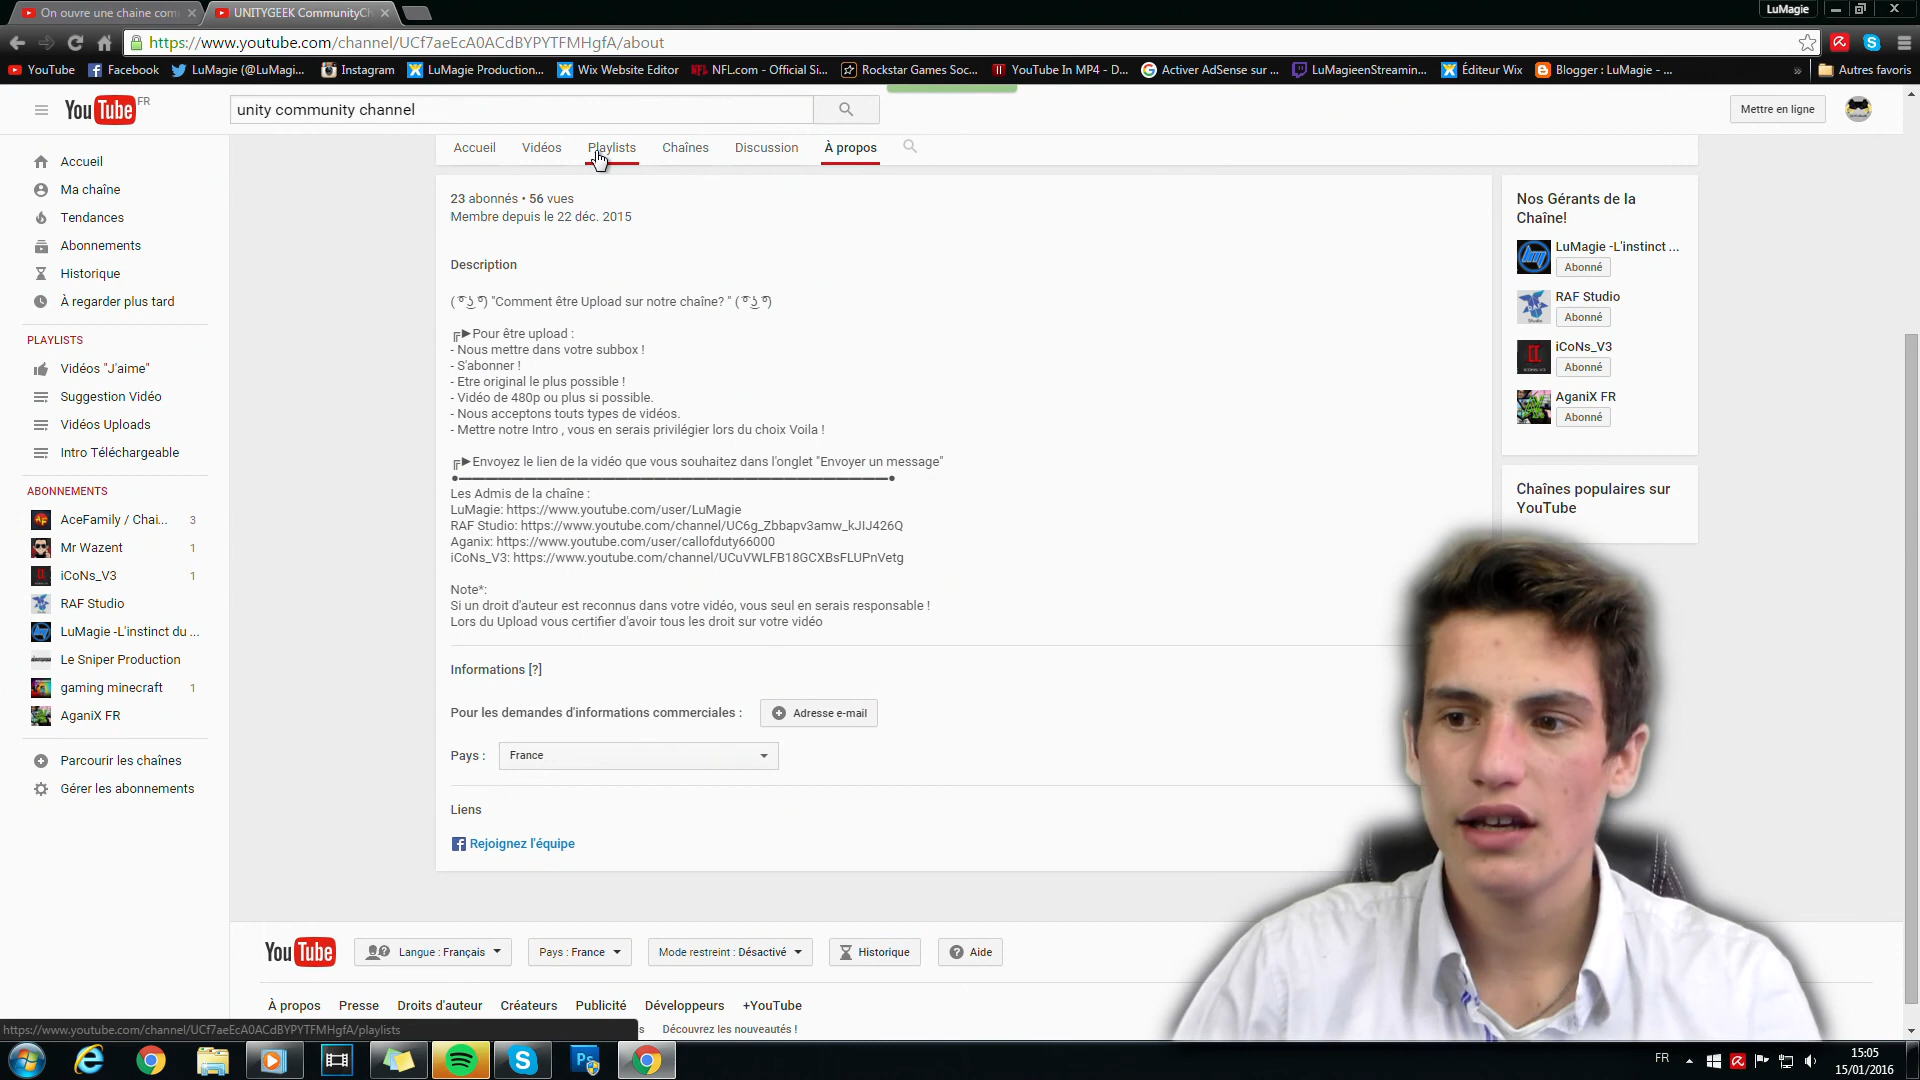 On ouvre une chaine com
UNITYGEEK CommunityCh
LuMagie
https://www.youtube.com/channel/UCf7aeEcA0ACdBYPYTFMHgfA/about
YouTube
Facebook
LuMagie (@LuMagi...
Instagram
LuMagie Production...
Wix Website Editor
NFL.com - Official Si...
Rockstar Games Soc...
YouTube In MP4 - D...
Activer AdSense sur ...
LuMagieenStreamin...
Éditeur Wix
Blogger : LuMagie - ...
»
Autres favoris
YouTube FR
unity community channel
Mettre en ligne
Accueil
Vidéos
Playlists
Chaînes
Discussion
À propos
Accueil
Ma chaîne
Tendances
Abonnements
Historique
À regarder plus tard
PLAYLISTS
Vidéos "J'aime"
Suggestion Vidéo
Vidéos Uploads
Intro Téléchargeable
ABONNEMENTS
AceFamily / Chai... 3
Mr Wazent 1
iCoNs_V3 1
RAF Studio
LuMagie -L'instinct du ...
Le Sniper Production
gaming minecraft 1
AganiX FR
Parcourir les chaînes
Gérer les abonnements
23 abonnés • 56 vues
Membre depuis le 22 déc. 2015
Description
( ͡° ͜ʖ ͡°) "Comment être Upload sur notre chaîne? " ( ͡° ͜ʖ ͡°)
╔►Pour être upload :
- Nous mettre dans votre subbox !
- S'abonner !
- Etre original le plus possible !
- Vidéo de 480p ou plus si possible.
- Nous acceptons touts types de vidéos.
- Mettre notre Intro , vous en serais privilégier lors du choix Voila !
╔►Envoyez le lien de la vidéo que vous souhaitez dans l'onglet "Envoyer un message"
Les Admis de la chaîne :
LuMagie: https://www.youtube.com/user/LuMagie
RAF Studio: https://www.youtube.com/channel/UC6g_Zbbapv3amw_kJIJ426Q
Aganix: https://www.youtube.com/user/callofduty66000
iCoNs_V3: https://www.youtube.com/channel/UCuVWLFB18GCXBsFLUPnVetg
Note*:
Si un droit d'auteur est reconnus dans votre vidéo, vous seul en serais responsable !
Lors du Upload vous certifier d'avoir tous les droit sur votre vidéo
Informations [?]
Pour les demandes d'informations commerciales :
Adresse e-mail
Pays :
France
Liens
Rejoignez l'équipe
Nos Gérants de la
Chaîne!
LuMagie -L'instinct ...
Abonné
RAF Studio
Abonné
iCoNs_V3
Abonné
AganiX FR
Abonné
Chaînes populaires sur
YouTube
YouTube
Langue : Français
Pays : France
Mode restreint : Désactivé
Historique
Aide
À propos
Presse
Droits d'auteur
Créateurs
Publicité
Développeurs
+YouTube
s
Découvrez les nouveautés !
https://www.youtube.com/channel/UCf7aeEcA0ACdBYPYTFMHgfA/playlists
FR
15:05
15/01/2016